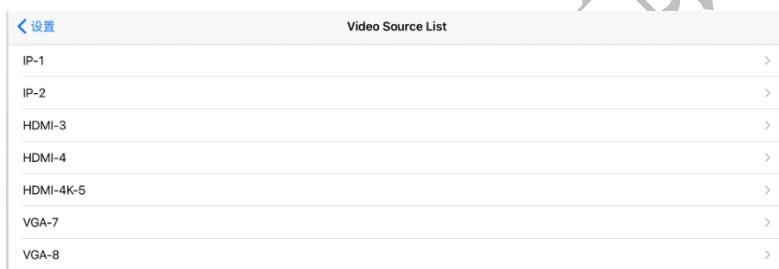 设置 Video Source List
IP-1
IP-2
HDMI-3
HDMI-4
HDMI-4K-5
VGA-7
VGA-8